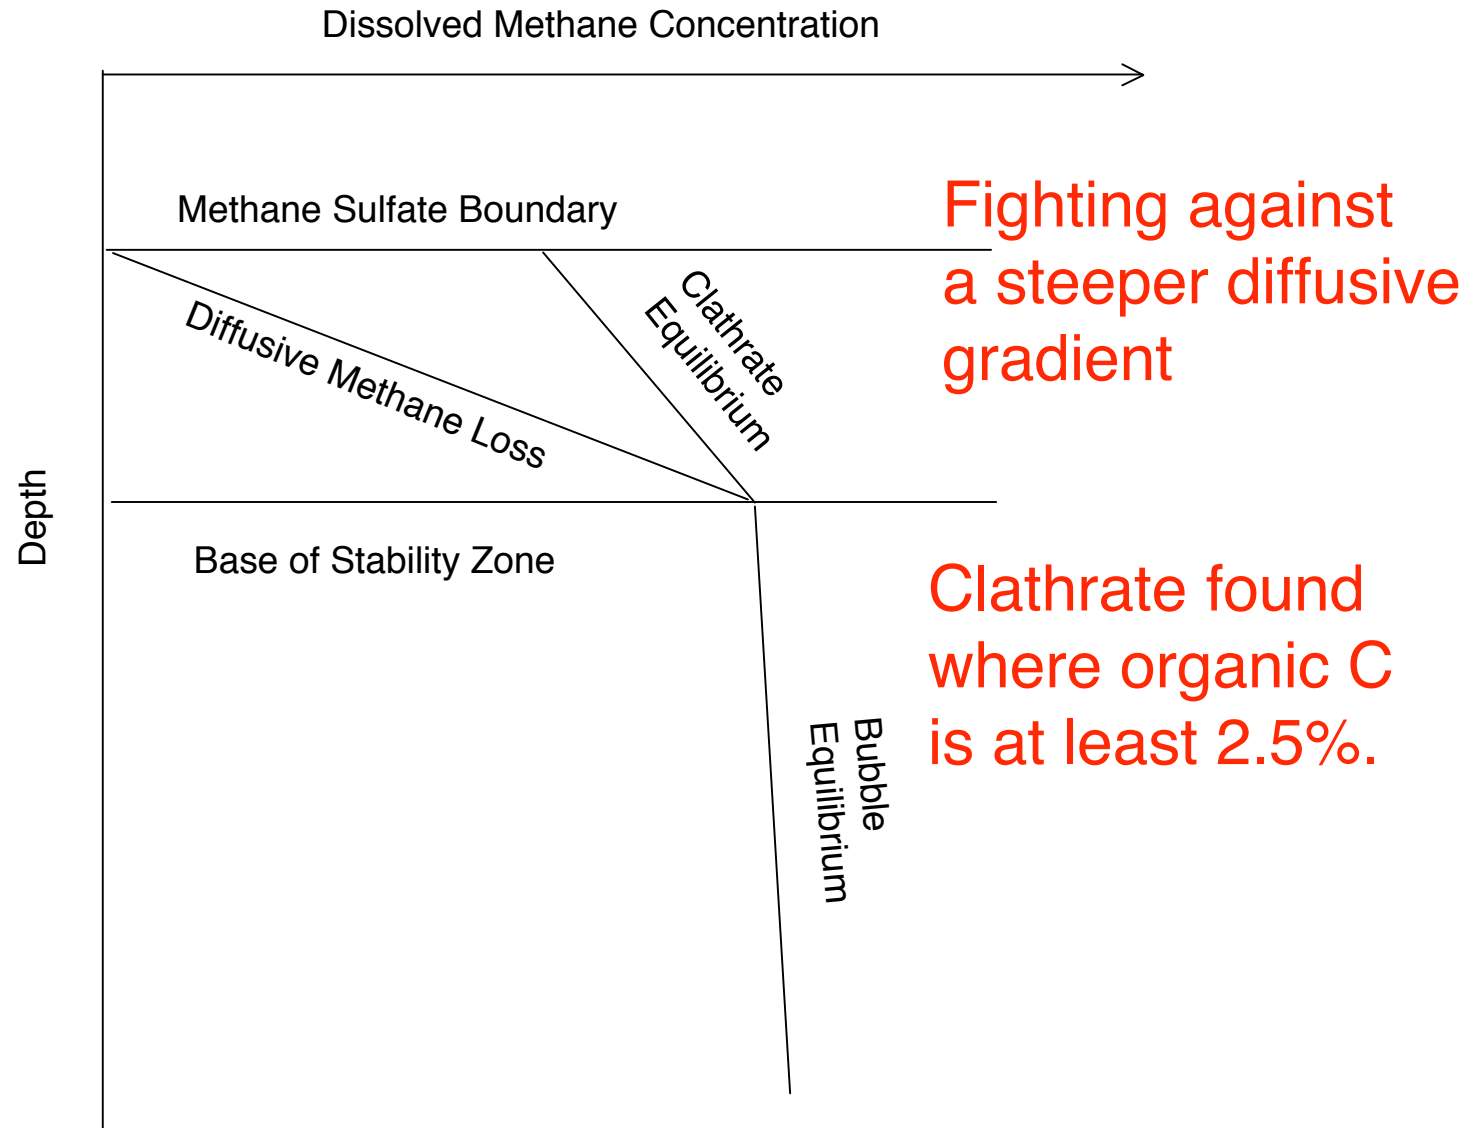 Dissolved Methane Concentration
Methane Sulfate Boundary
Fighting against
a steeper diffusive
gradient
Clathrate
Equilibrium
Diffusive Methane Loss
Depth
Base of Stability Zone
Clathrate found
where organic C
is at least 2.5%.
Bubble
Equilibrium